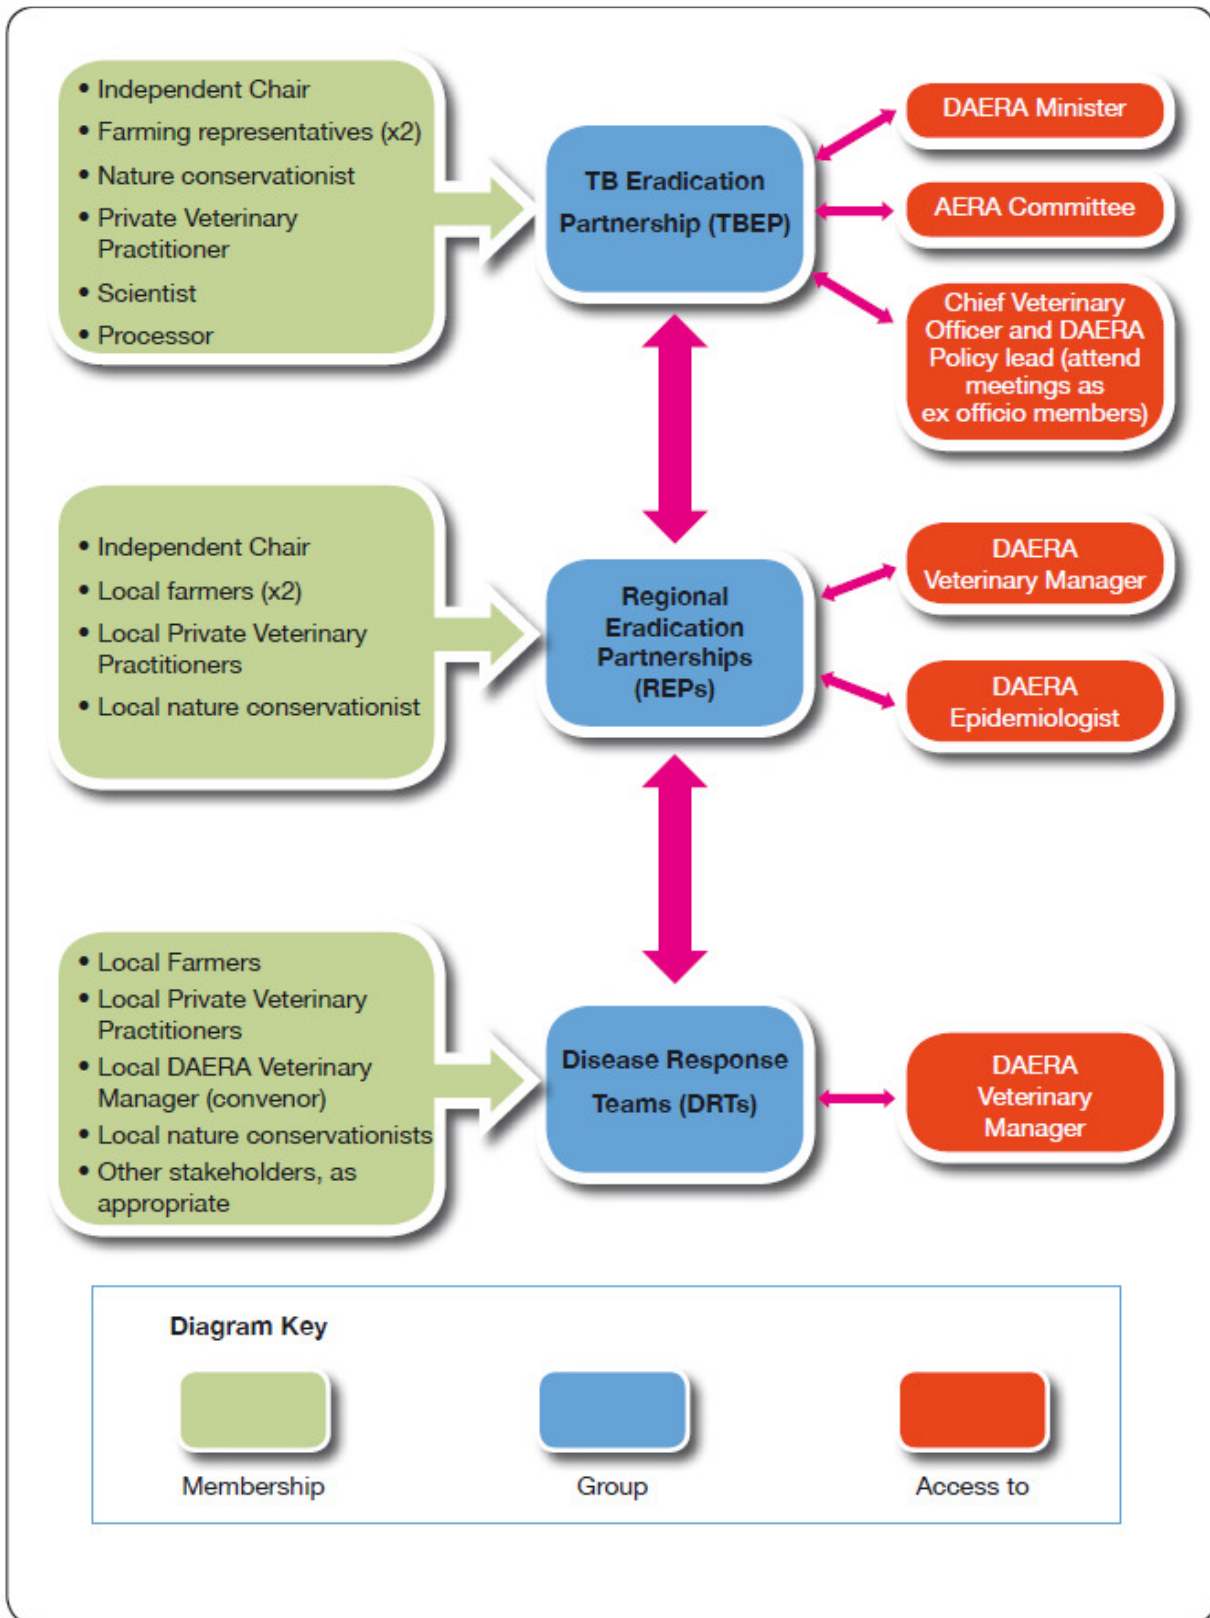 • Independent Chair
• Farming representatives (x2)
• Nature conservationist
• Private Veterinary
Practitioner
• Scientist
• Processor
TB Eradication
Partnership (TBEP)
DAERA Minister
AERA Committee
Chief Veterinary
Officer and DAERA
Policy lead (attend
meetings as
ex officio members)
• Independent Chair
• Local farmers (x2)
• Local Private Veterinary
Practitioners
• Local nature conservationist
Regional
Eradication
Partnerships
(REPs)
DAERA
Veterinary Manager
DAERA
Epidemiologist
• Local Farmers
• Local Private Veterinary
Practitioners
• Local DAERA Veterinary
Manager (convenor)
• Local nature conservationists
• Other stakeholders, as
appropriate
Disease Response
Teams (DRTs)
DAERA
Veterinary
Manager
Diagram Key
Membership
Group
Access to